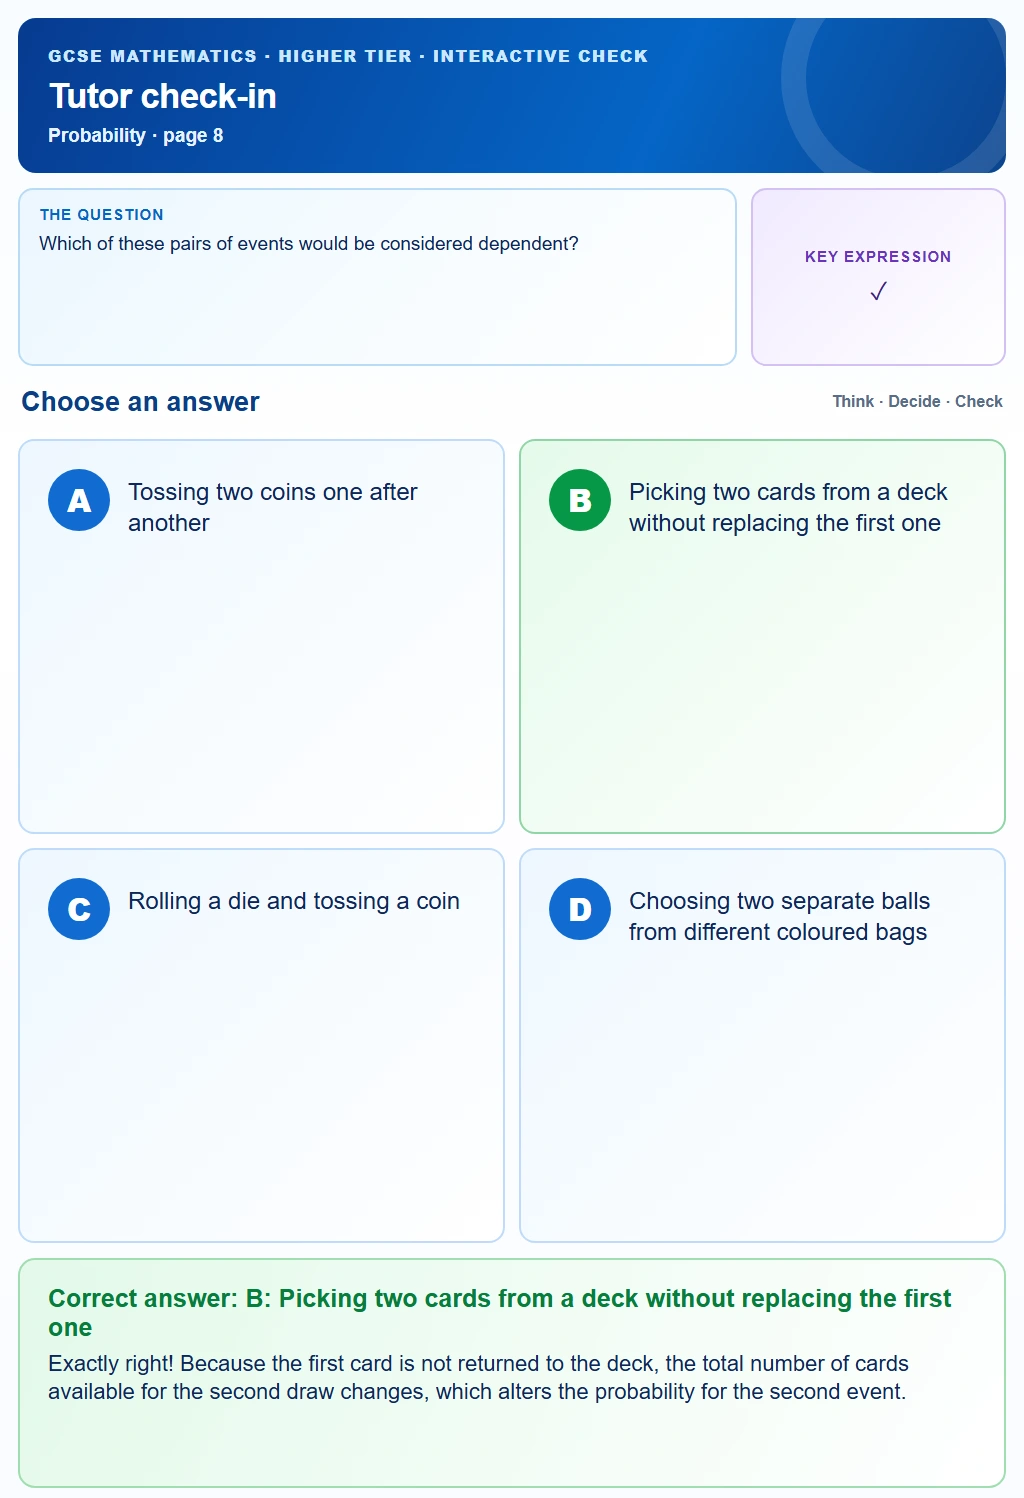 GCSE MATHEMATICS · HIGHER TIER · INTERACTIVE CHECK
Tutor check-in
Probability · page 8
THE QUESTION
Which of these pairs of events would be considered dependent?
KEY EXPRESSION
✓
Choose an answer
Think · Decide · Check
A
Tossing two coins one after
another
B
Picking two cards from a deck
without replacing the first one
C
Rolling a die and tossing a coin
D
Choosing two separate balls
from different coloured bags
Correct answer: B: Picking two cards from a deck without replacing the first
one
Exactly right! Because the first card is not returned to the deck, the total number of cards
available for the second draw changes, which alters the probability for the second event.